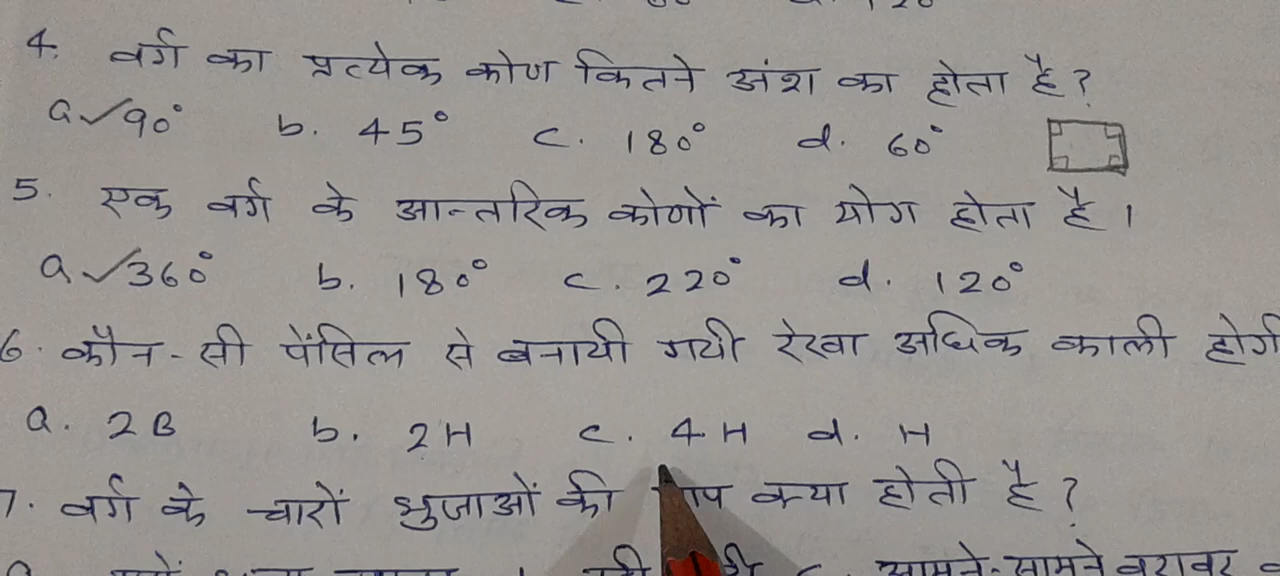 4. वर्ग का प्रत्येक कोण कितने अंश का होता है?
a.✓90° b. 45° c. 180° d. 60°
5. एक वर्ग के आन्तरिक कोणों का योग होता है।
a✓360° b. 180° c. 220° d. 120°
6. कौन-सी पेंसिल से बनायी गयी रेखा अधिक काली होगी
a. 2B b. 2H c. 4H d. H
7. वर्ग के चारों भुजाओं की क्या होती है?
c. आमने-सामने बराबर